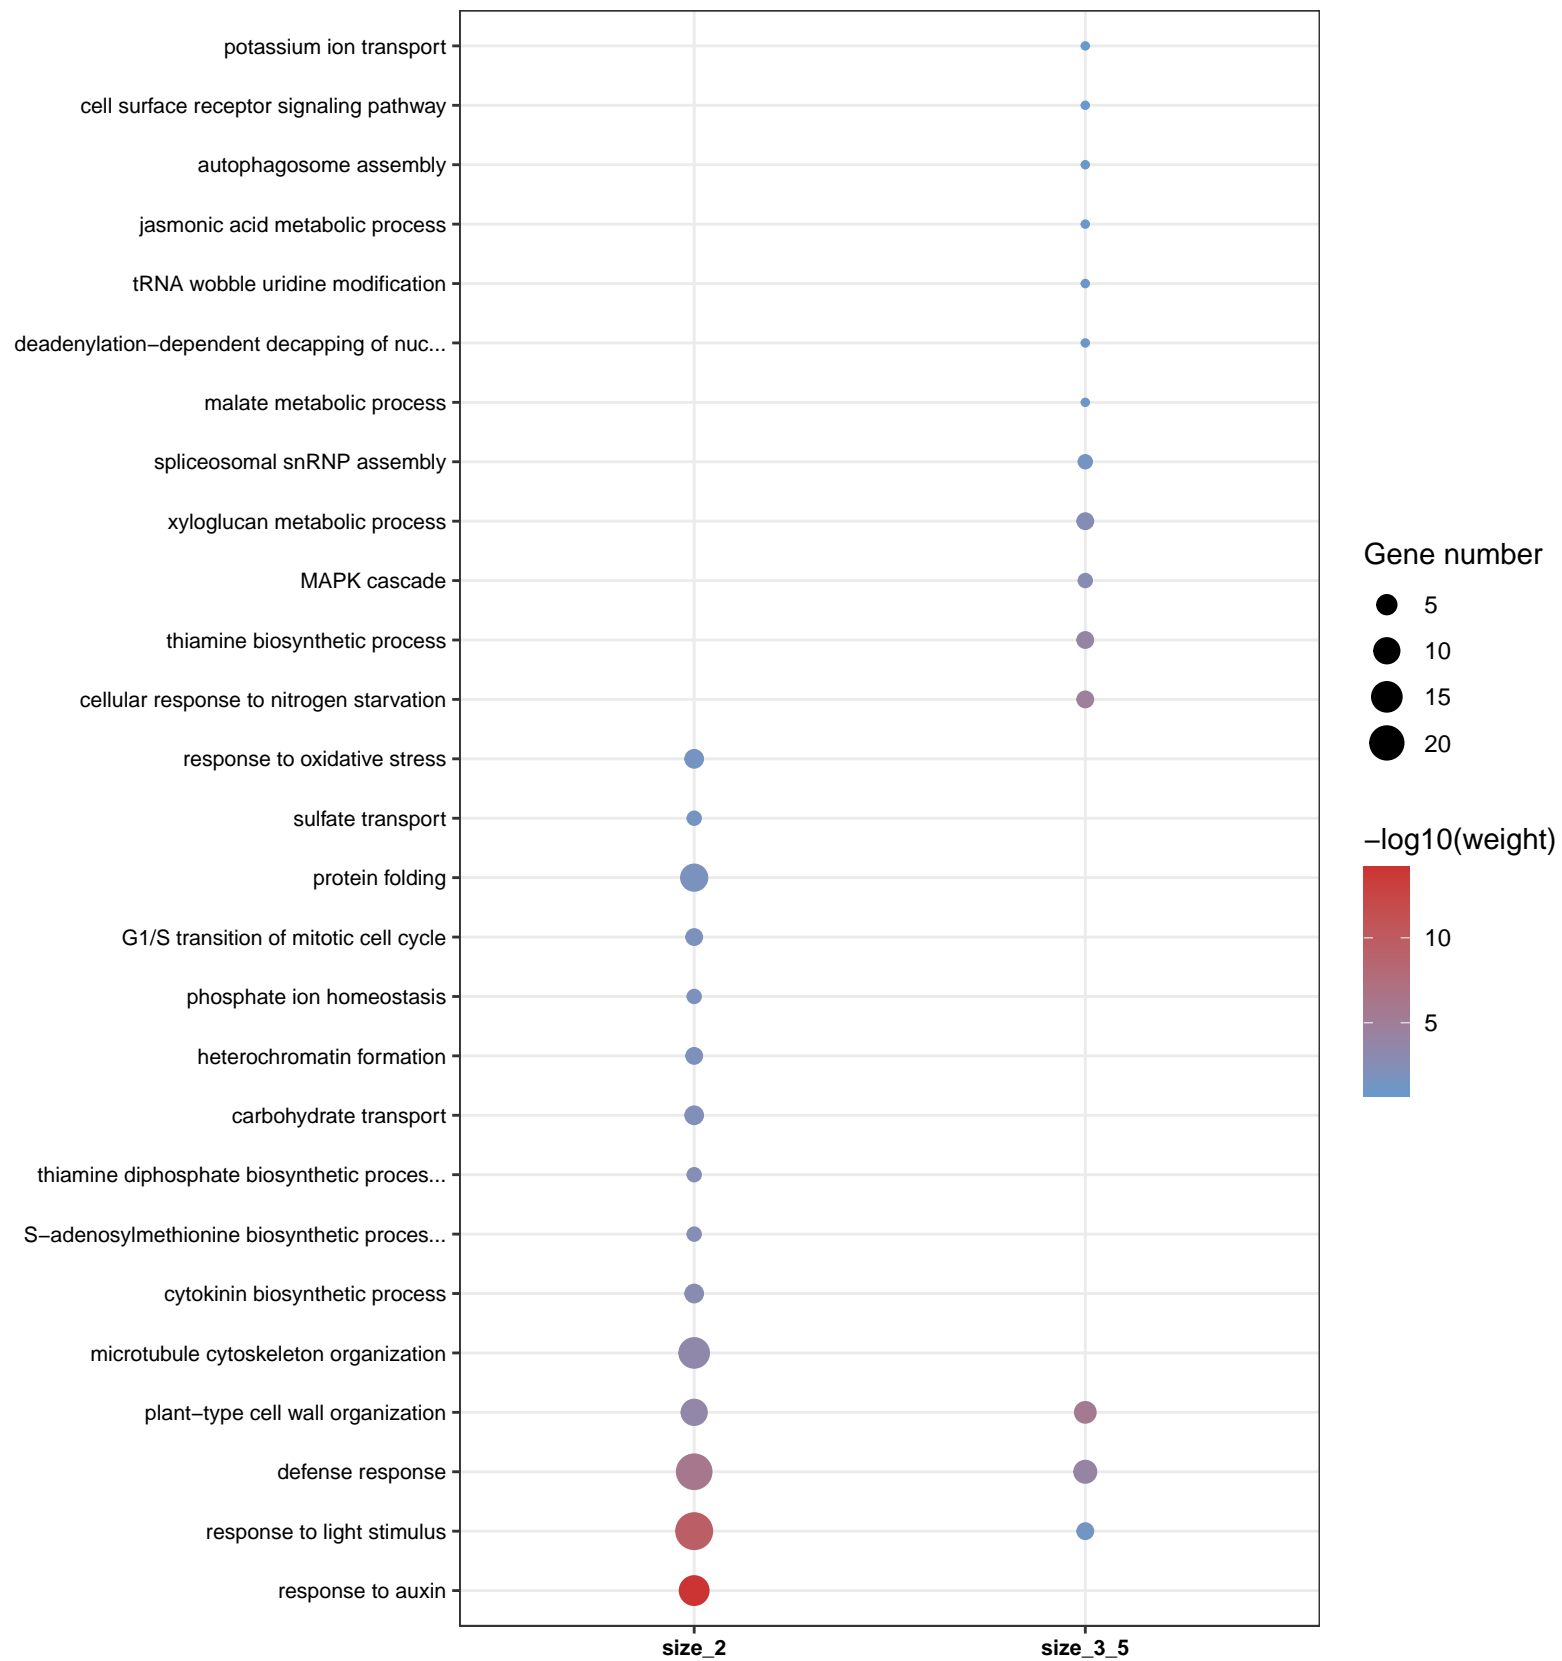 potassium ion transport
cell surface receptor signaling pathway
autophagosome assembly
jasmonic acid metabolic process
tRNA wobble uridine modification
deadenylation−dependent decapping of nuc...
malate metabolic process
spliceosomal snRNP assembly
xyloglucan metabolic process
MAPK cascade
thiamine biosynthetic process
cellular response to nitrogen starvation
response to oxidative stress
sulfate transport
protein folding
G1/S transition of mitotic cell cycle
phosphate ion homeostasis
heterochromatin formation
carbohydrate transport
thiamine diphosphate biosynthetic proces...
S−adenosylmethionine biosynthetic proces...
cytokinin biosynthetic process
microtubule cytoskeleton organization
plant−type cell wall organization
defense response
response to light stimulus
response to auxin
size_2
size_3_5
Gene number
5
10
15
20
−log10(weight)
10
5